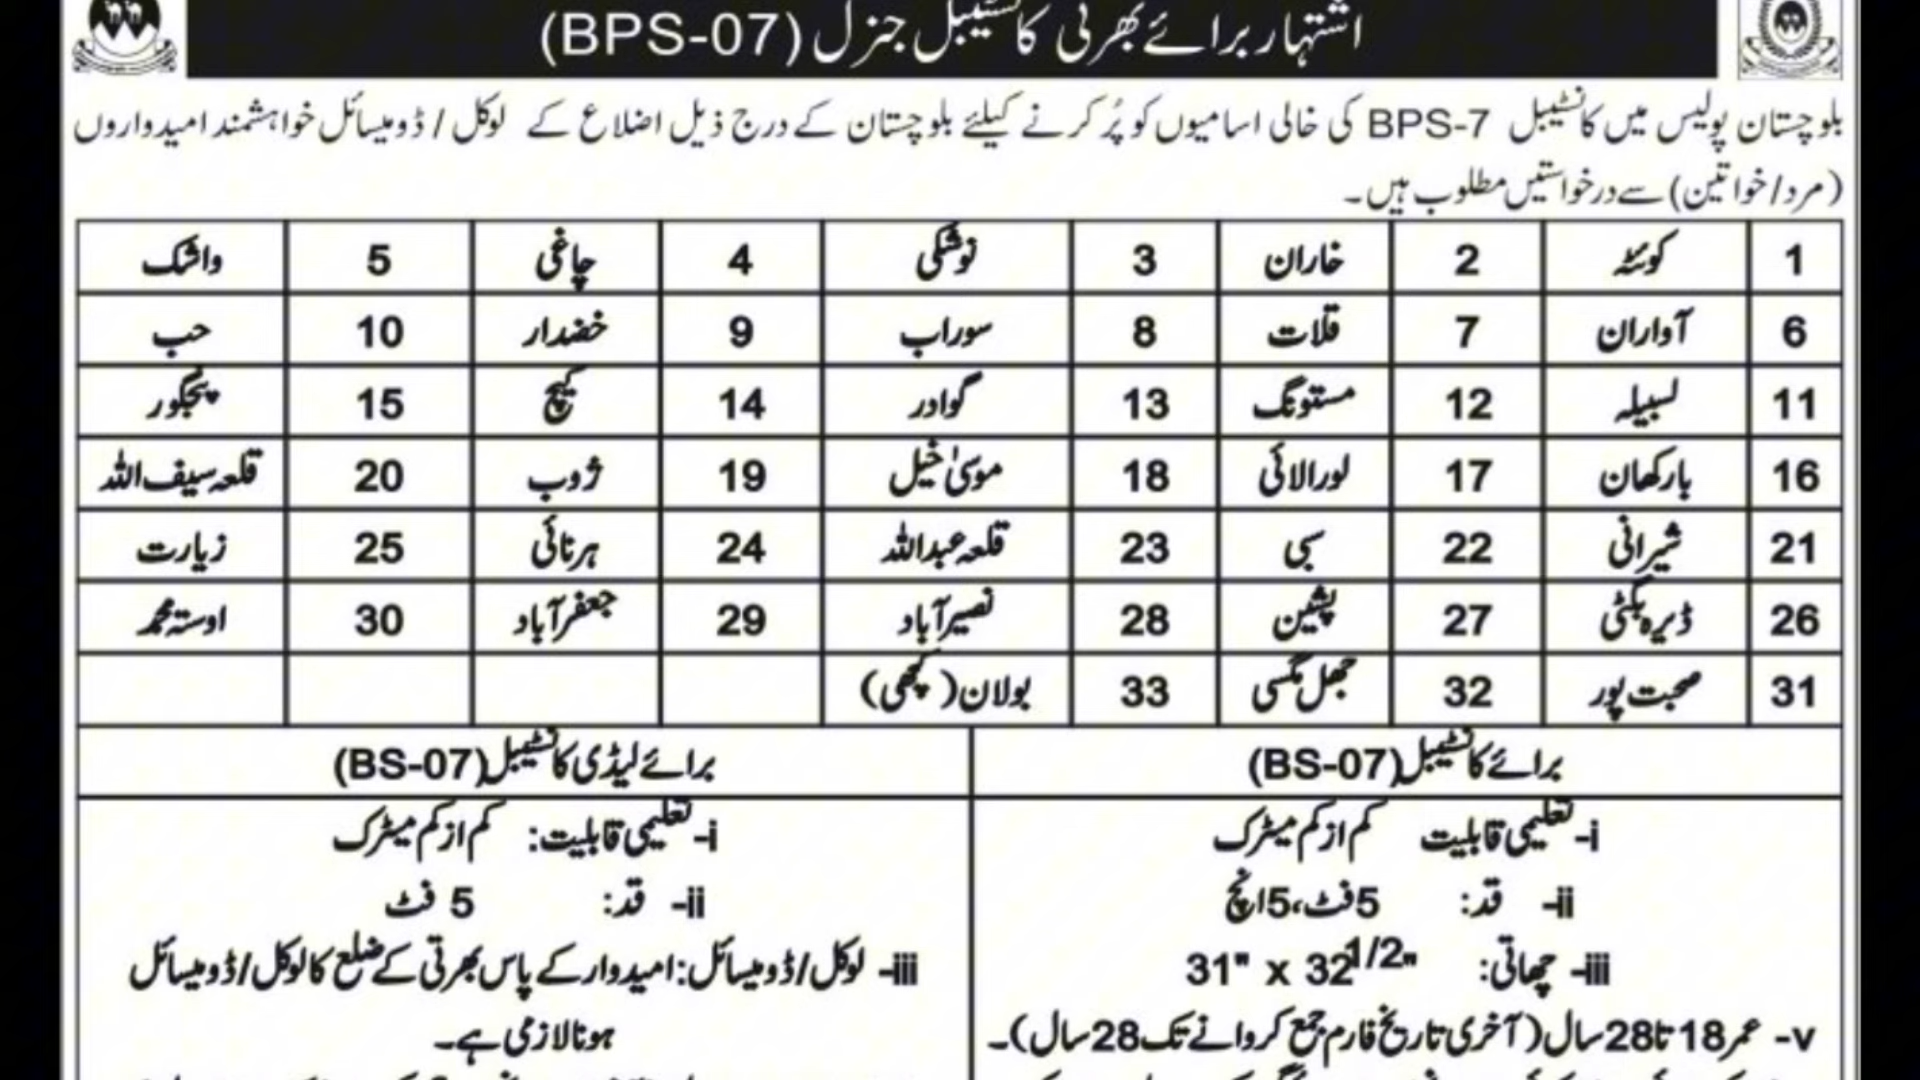 اشتہار برائے بھرتی کانسٹیبل جنرل (BPS-07)
بلوچستان پولیس میں کانسٹیبل BPS-7 کی خالی اسامیوں کو پُر کرنے کیلئے بلوچستان کے درج ذیل اضلاع کے لوکل / ڈومیسائل خواہشمند امیدواروں
(مرد/خواتین) سے درخواستیں مطلوب ہیں۔
1 کوئٹہ 2 خاران 3 نوشکی 4 چاغی 5 واشک
6 آواران 7 قلات 8 سوراب 9 خضدار 10 حب
11 لسبیلہ 12 مستونگ 13 گوادر 14 کیچ 15 پنجگور
16 بارکھان 17 لورالائی 18 موسیٰ خیل 19 ژوب 20 قلعہ سیف اللہ
21 شیرانی 22 سبی 23 قلعہ عبداللہ 24 ہرنائی 25 زیارت
26 ڈیرہ بگٹی 27 پشین 28 نصیر آباد 29 جعفر آباد 30 اوستہ محمد
31 صحبت پور 32 جھل مگسی 33 بولان (کچھی)
برائے کانسٹیبل (BS-07)
i- تعلیمی قابلیت کم از کم میٹرک
ii- قد: 5 فٹ، 5 انچ
iii- چھاتی: 31" x 32 1/2"
v- عمر 18 تا 28 سال (آخری تاریخ فارم جمع کروانے تک 28 سال)۔
برائے لیڈی کانسٹیبل (BS-07)
i- تعلیمی قابلیت: کم از کم میٹرک
ii- قد: 5 فٹ
iii- لوکل/ڈومیسائل: امیدوار کے پاس بھرتی کے ضلع کا لوکل/ڈومیسائل
ہونا لازمی ہے۔